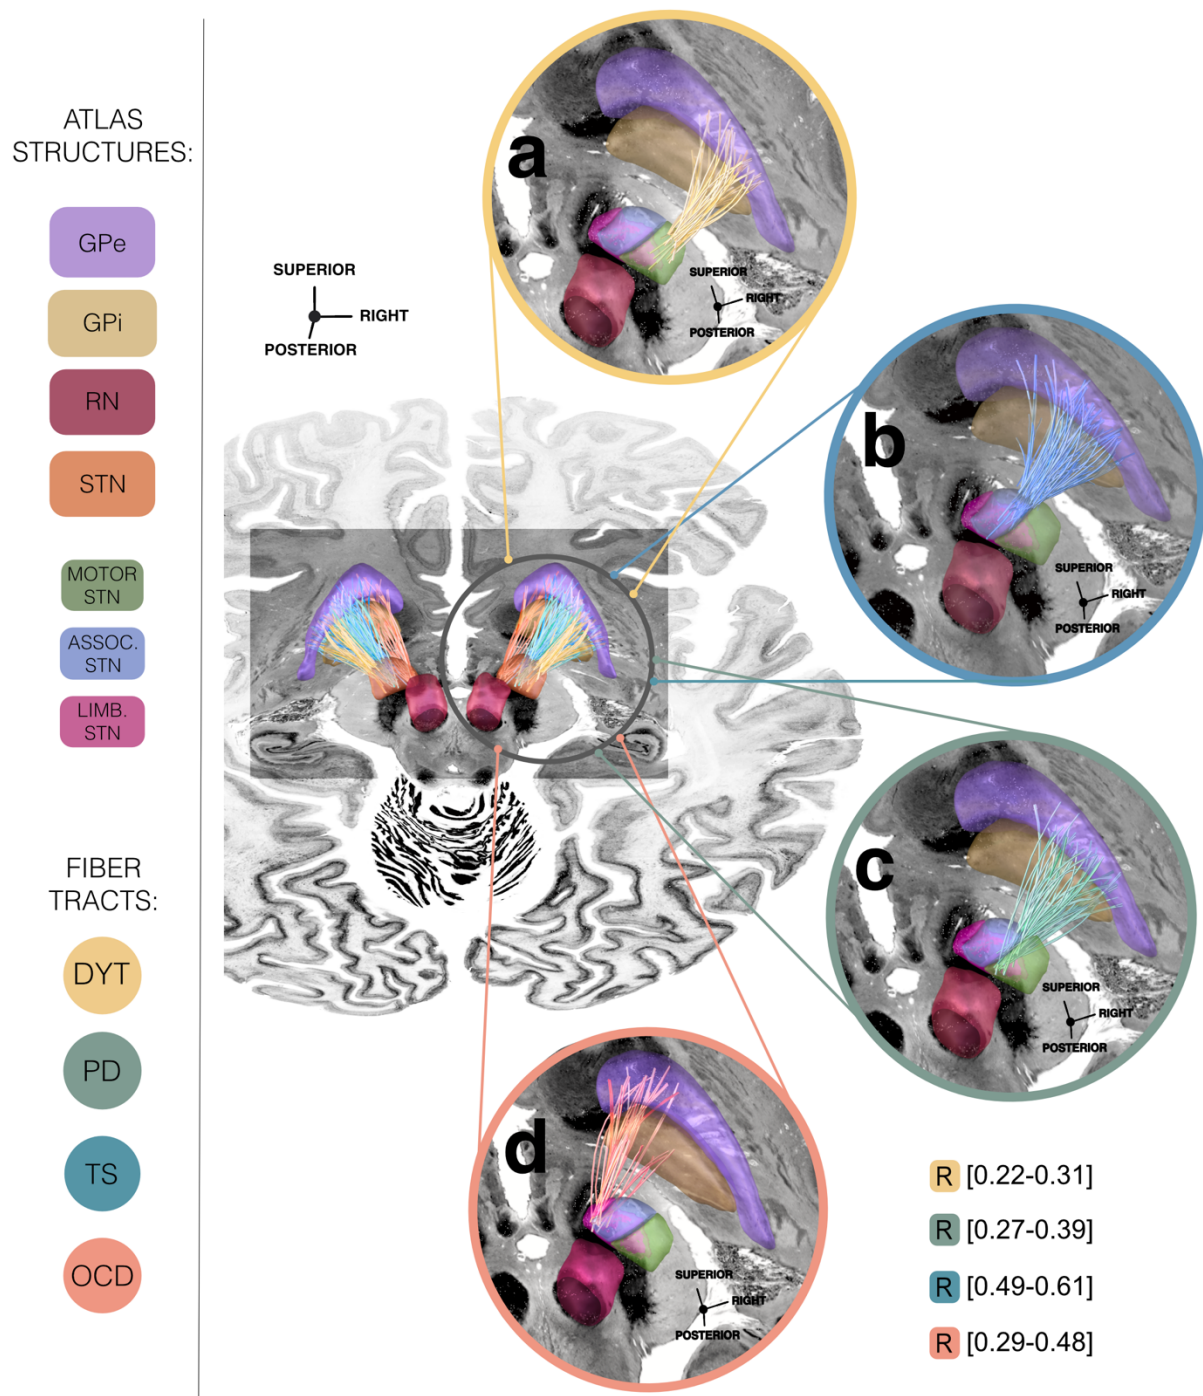 ATLAS
STRUCTURES:
GPe
GPi
RN
STN
MOTOR
STN
ASSOC.
STN
LIMB.
STN
FIBER
TRACTS:
DYT
PD
TS
OCD
SUPERIOR
RIGHT
POSTERIOR
a
SUPERIOR
RIGHT
POSTERIOR
b
SUPERIOR
RIGHT
POSTERIOR
c
SUPERIOR
RIGHT
POSTERIOR
d
SUPERIOR
RIGHT
POSTERIOR
R [0.22-0.31]
R [0.27-0.39]
R [0.49-0.61]
R [0.29-0.48]